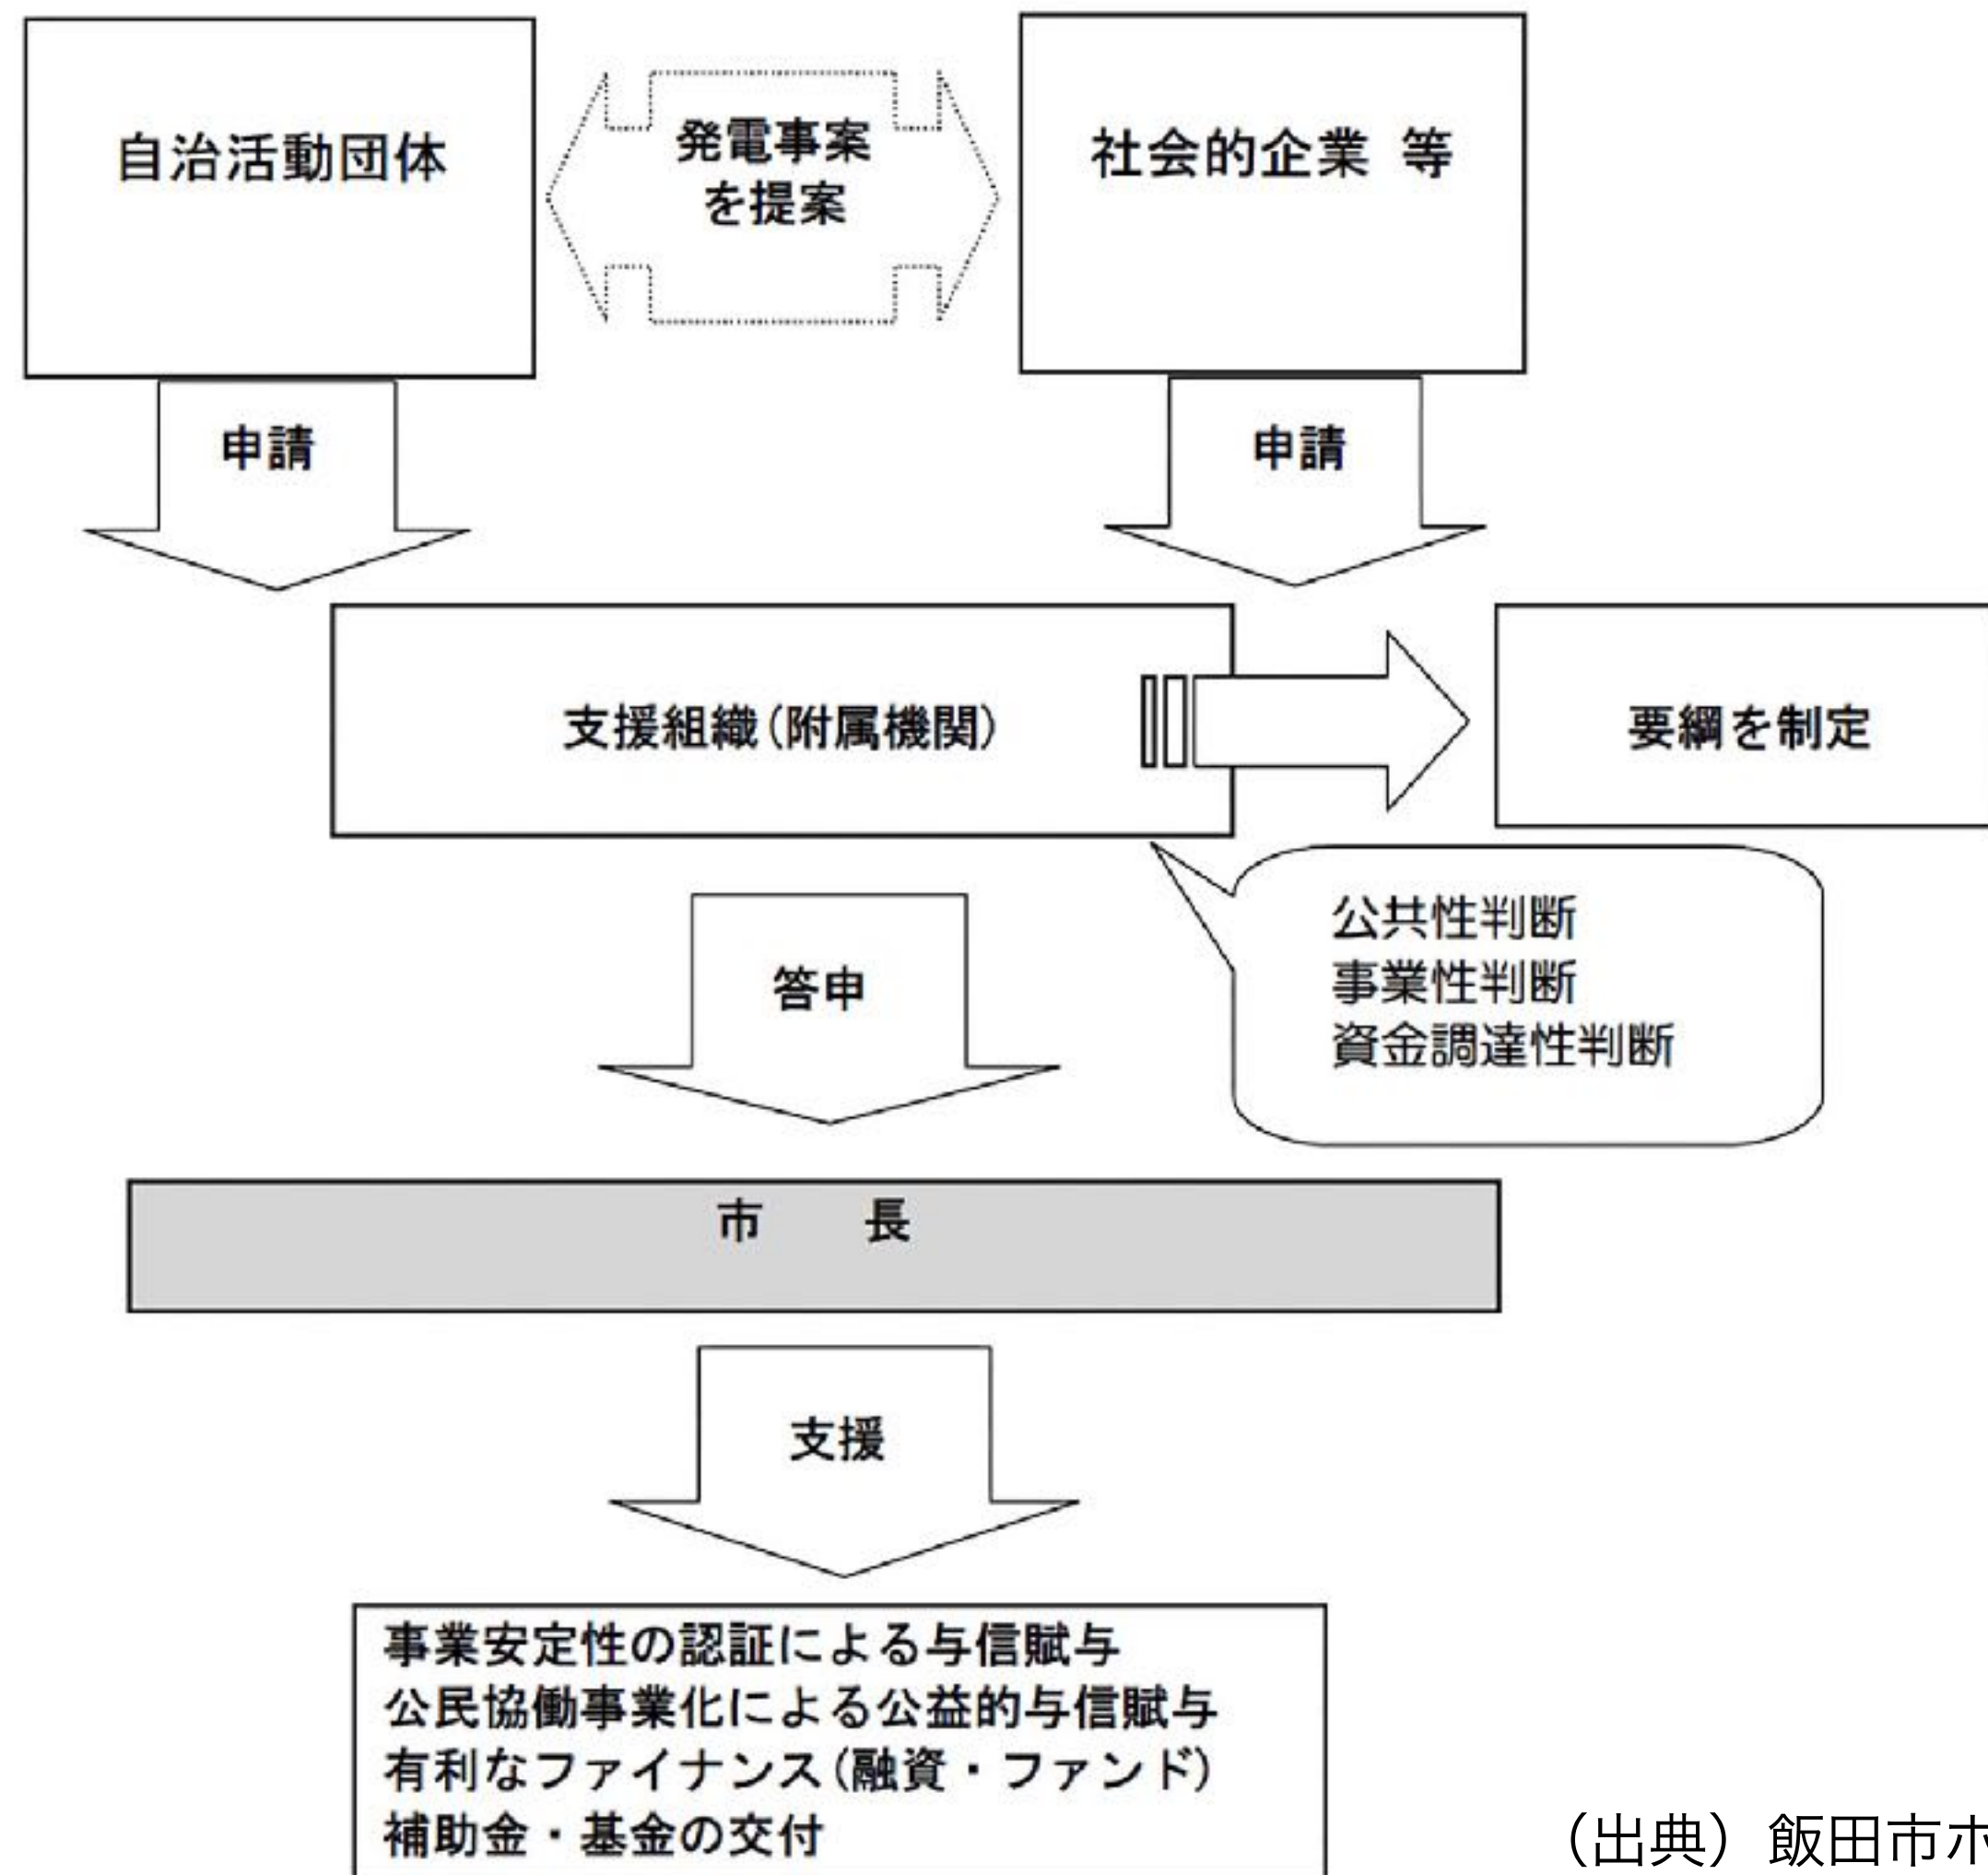 自治活動団体
発電事案
を提案
社会的企業 等
申請
申請
支援組織(附属機関)
要綱を制定
公共性判断
事業性判断
資金調達性判断
答申
市 長
支援
事業安定性の認証による与信賦与
公民協働事業化による公益的与信賦与
有利なファイナンス(融資・ファンド)
補助金・基金の交付
(出典)飯田市ホ